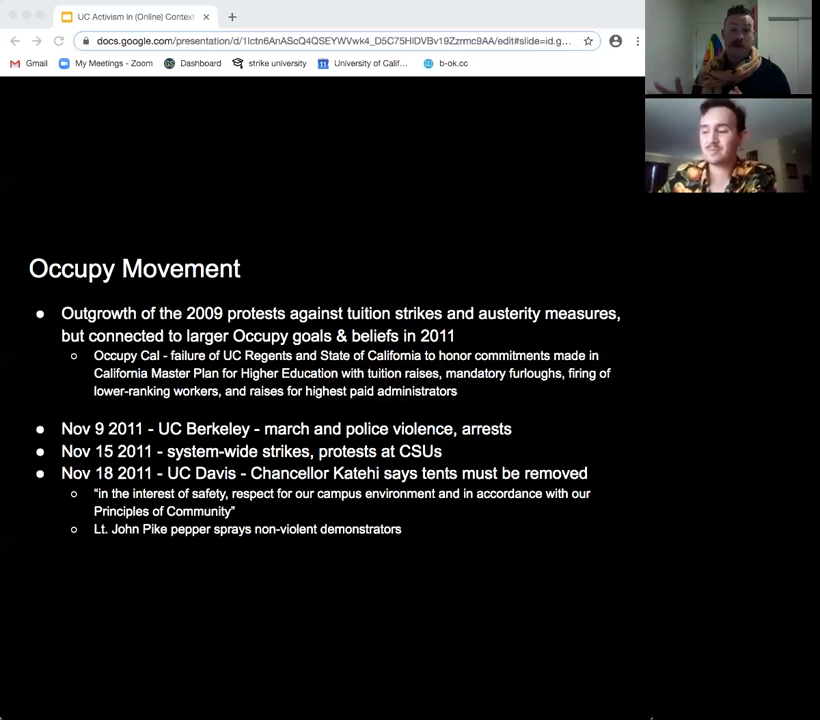 UC Activism In (Online) Context
docs.google.com/presentation/d/1lctn6AnAScQ4QSEYWVwk4_D5C75HlDVBv19Zzrmc9AA/edit#slide=id.g...
Gmail My Meetings - Zoom Dashboard strike university University of Calif... b-ok.cc
Occupy Movement
● Outgrowth of the 2009 protests against tuition strikes and austerity measures,
but connected to larger Occupy goals & beliefs in 2011
○ Occupy Cal - failure of UC Regents and State of California to honor commitments made in
California Master Plan for Higher Education with tuition raises, mandatory furloughs, firing of
lower-ranking workers, and raises for highest paid administrators
● Nov 9 2011 - UC Berkeley - march and police violence, arrests
● Nov 15 2011 - system-wide strikes, protests at CSUs
● Nov 18 2011 - UC Davis - Chancellor Katehi says tents must be removed
○ “in the interest of safety, respect for our campus environment and in accordance with our
Principles of Community”
○ Lt. John Pike pepper sprays non-violent demonstrators